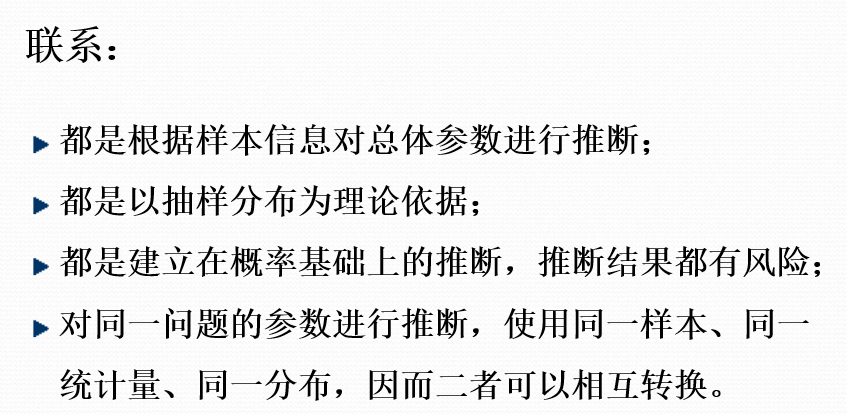 联系：
都是根据样本信息对总体参数进行推断；
都是以抽样分布为理论依据；
都是建立在概率基础上的推断，推断结果都有风险；
对同一问题的参数进行推断，使用同一样本、同一
统计量、同一分布，因而二者可以相互转换。